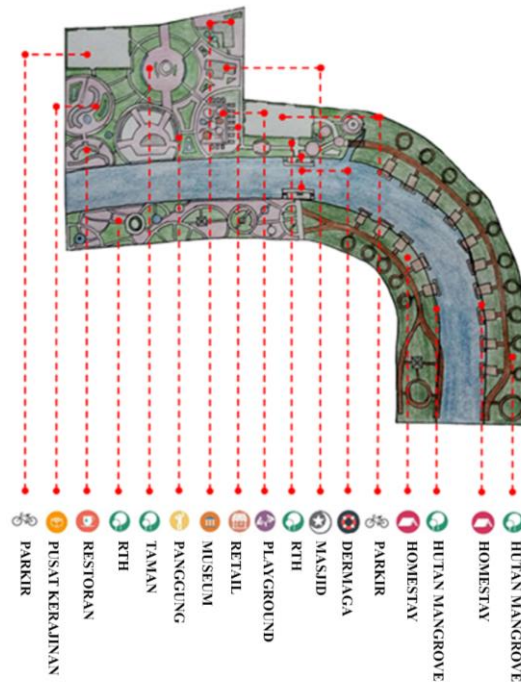 PARKIR
PUSAT KERAJINAN
RESTORAN
RTH
TAMAN
PANGGUNG
MUSEUM
RETAIL
PLAYGROUND
RTH
MASJID
DERMAGA
PARKIR
HOMESTAY
HUTAN MANGROVE
HOMESTAY
HUTAN MANGROVE